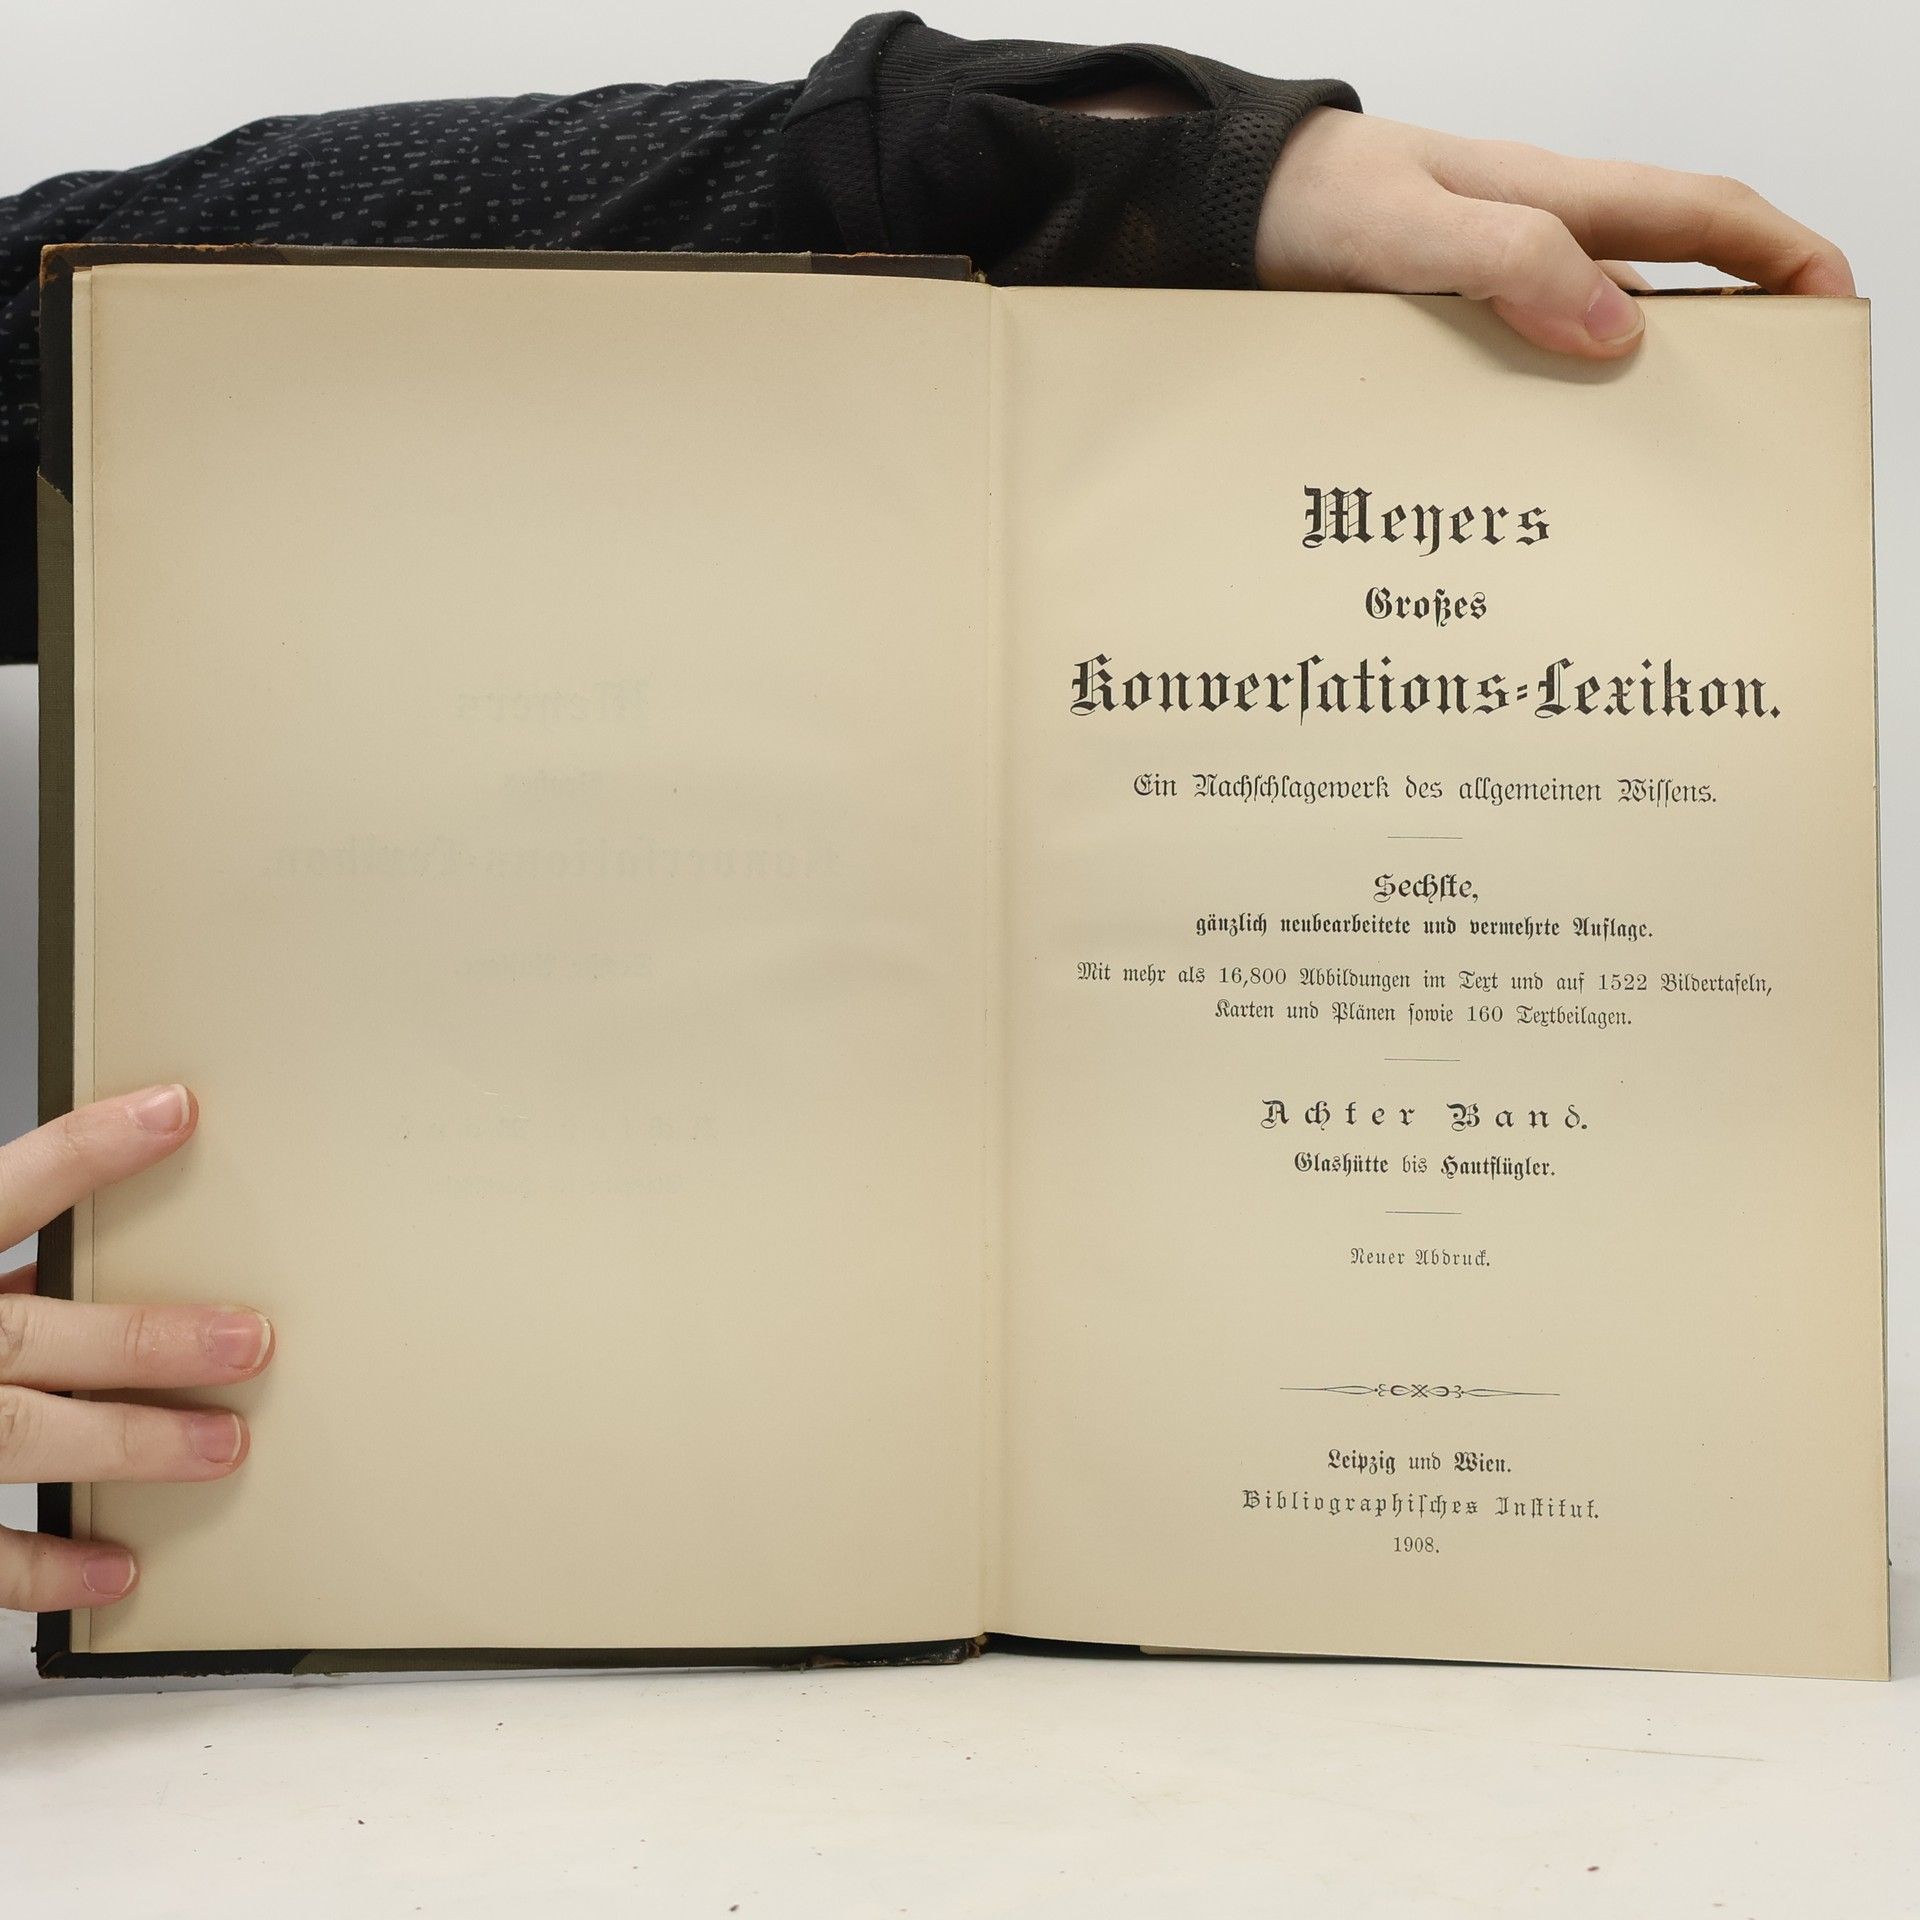 Meyers
Großes
Konverſations=Lexikon.
Ein Nachſchlagewerk des allgemeinen Wiſſens.
Sechſte,
gänzlich neubearbeitete und vermehrte Auflage.
Mit mehr als 16,800 Abbildungen im Text und auf 1522 Bildertafeln,
Karten und Plänen ſowie 160 Textbeilagen.
Achter Band.
Glashütte bis Hautflügler.
Neuer Abdruck.
Leipzig und Wien.
Bibliographiſches Inſtitut.
1908.